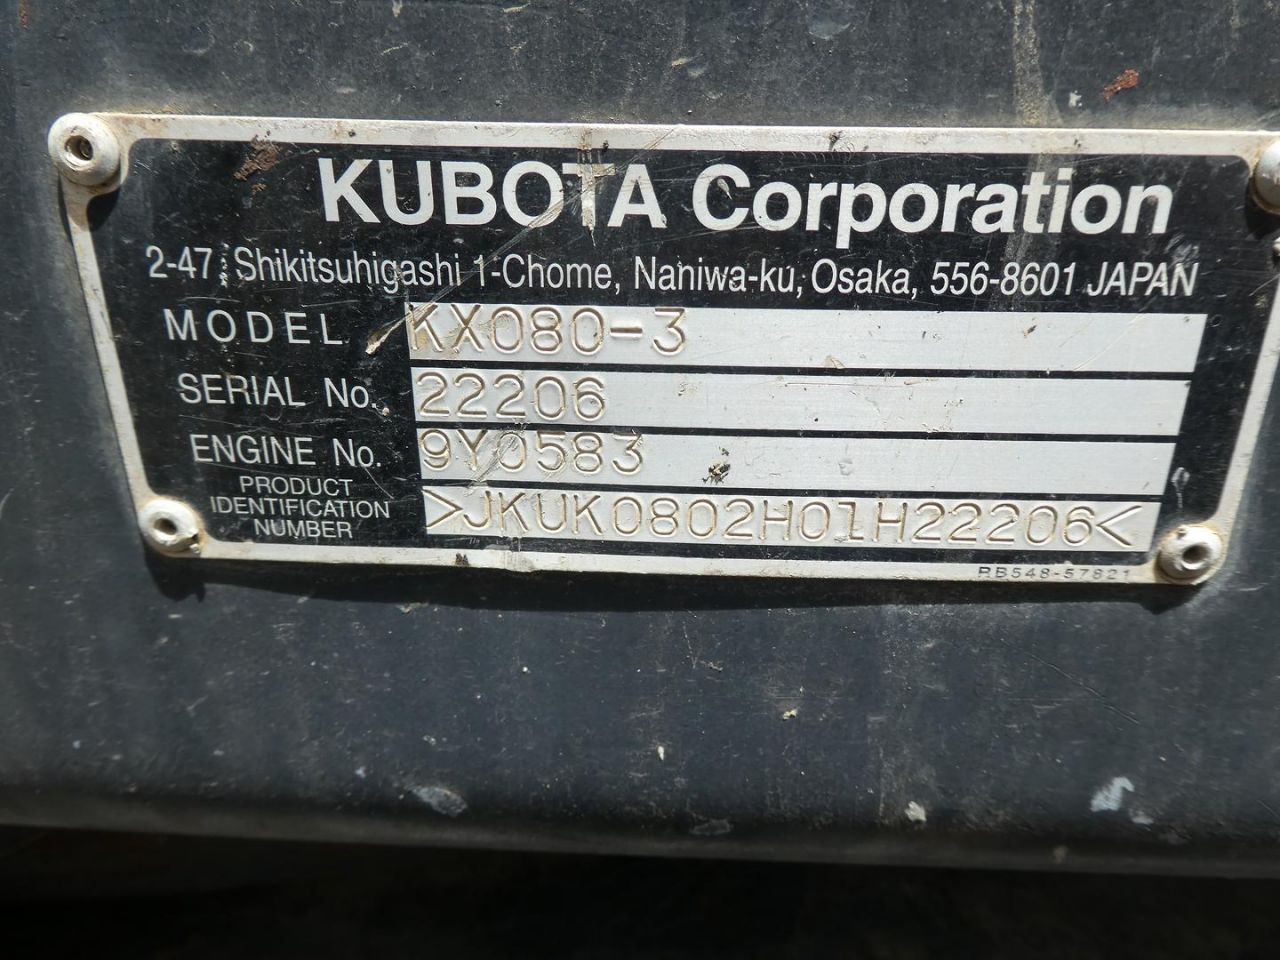 KUBOTA Corporation
2-47, Shikitsuhigashi 1-Chome, Naniwa-ku, Osaka, 556-8601 JAPAN
MODEL KX080-3
SERIAL No. 22206
ENGINE No. 9Y0583
PRODUCT
IDENTIFICATION
NUMBER >JKUK0802H01H22206<
RB548-57821